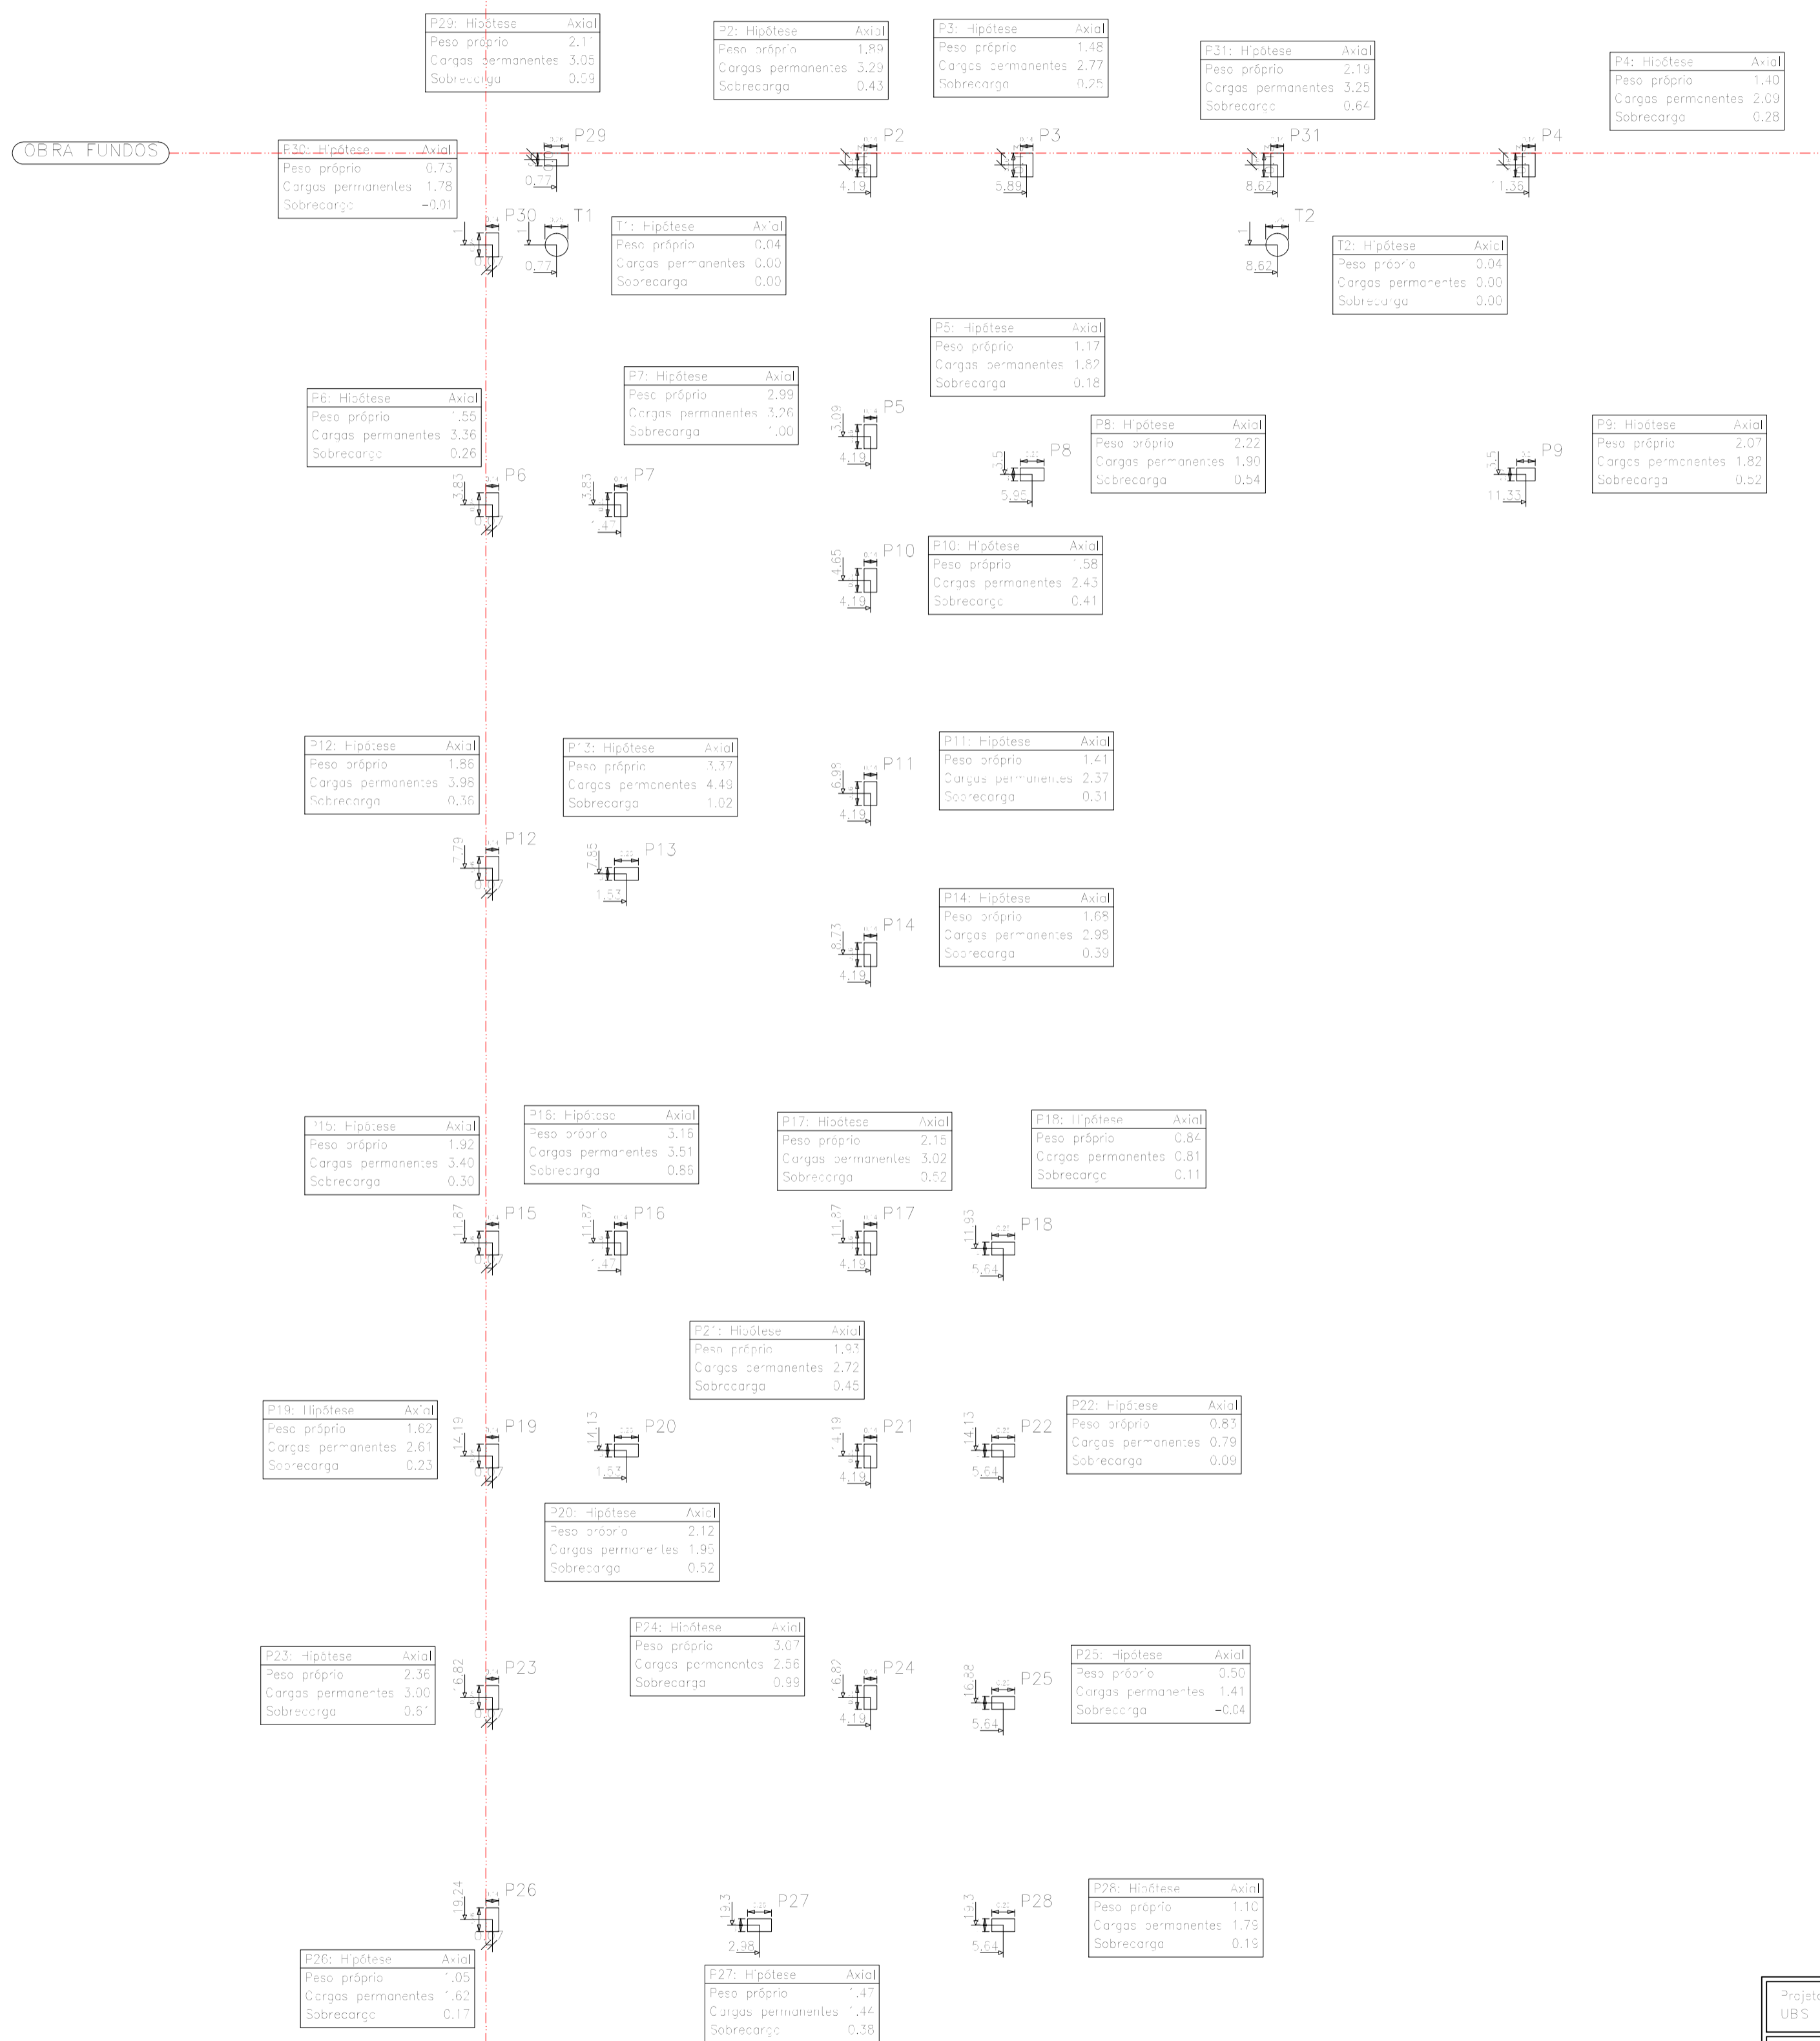 P29: Hipótese Axial
Peso próprio 2.11
Cargas permanentes 3.05
Sobrecarga 0.59
P2: Hipótese Axial
Peso próprio 1.89
Cargas permanentes 3.29
Sobrecarga 0.43
P3: Hipótese Axial
Peso próprio 1.48
Cargas permanentes 2.77
Sobrecarga 0.25
P31: Hipótese Axial
Peso próprio 2.19
Cargas permanentes 3.25
Sobrecarga 0.64
P4: Hipótese Axial
Peso próprio 1.40
Cargas permanentes 2.09
Sobrecarga 0.28
OBRA FUNDOS
P30: Hipótese Axial
Peso próprio 0.73
Cargas permanentes 1.78
Sobrecarga -0.01
P29
0.77
P2
4.19
P3
5.89
P31
8.62
P4
11.36
P30
1
T1
1
0.77
T1: Hipótese Axial
Peso próprio 0.04
Cargas permanentes 0.00
Sobrecarga 0.00
T2
1
8.62
T2: Hipótese Axial
Peso próprio 0.04
Cargas permanentes 0.00
Sobrecarga 0.00
P5: Hipótese Axial
Peso próprio 1.17
Cargas permanentes 1.82
Sobrecarga 0.18
P6: Hipótese Axial
Peso próprio 1.55
Cargas permanentes 3.36
Sobrecarga 0.26
P7: Hipótese Axial
Peso próprio 2.99
Cargas permanentes 3.26
Sobrecarga 1.00
P5
3.09
4.19
P8: Hipótese Axial
Peso próprio 2.22
Cargas permanentes 1.90
Sobrecarga 0.54
P9: Hipótese Axial
Peso próprio 2.07
Cargas permanentes 1.82
Sobrecarga 0.52
P6
3.83
P7
3.83
1.47
P8
3.5
5.96
P9
3.5
11.33
P10
4.65
4.19
P10: Hipótese Axial
Peso próprio 1.58
Cargas permanentes 2.43
Sobrecarga 0.41
P12: Hipótese Axial
Peso próprio 1.86
Cargas permanentes 3.98
Sobrecarga 0.36
P13: Hipótese Axial
Peso próprio 3.37
Cargas permanentes 4.49
Sobrecarga 1.02
P11
6.98
4.19
P11: Hipótese Axial
Peso próprio 1.41
Cargas permanentes 2.37
Sobrecarga 0.31
P12
7.79
P13
7.85
1.53
P14
8.73
4.19
P14: Hipótese Axial
Peso próprio 1.68
Cargas permanentes 2.98
Sobrecarga 0.39
P15: Hipótese Axial
Peso próprio 1.92
Cargas permanentes 3.40
Sobrecarga 0.30
P16: Hipótese Axial
Peso próprio 3.16
Cargas permanentes 3.51
Sobrecarga 0.86
P17: Hipótese Axial
Peso próprio 2.15
Cargas permanentes 3.02
Sobrecarga 0.52
P18: Hipótese Axial
Peso próprio 0.84
Cargas permanentes 0.81
Sobrecarga 0.11
P15
11.87
P16
11.87
1.47
P17
11.87
4.19
P18
11.93
5.64
P21: Hipótese Axial
Peso próprio 1.93
Cargas permanentes 2.72
Sobrecarga 0.45
P19: Hipótese Axial
Peso próprio 1.62
Cargas permanentes 2.61
Sobrecarga 0.23
P19
14.19
P20
14.13
1.53
P21
14.19
4.19
P22
14.13
5.64
P22: Hipótese Axial
Peso próprio 0.83
Cargas permanentes 0.79
Sobrecarga 0.09
P20: Hipótese Axial
Peso próprio 2.12
Cargas permanentes 1.95
Sobrecarga 0.52
P23: Hipótese Axial
Peso próprio 2.36
Cargas permanentes 3.00
Sobrecarga 0.61
P24: Hipótese Axial
Peso próprio 3.07
Cargas permanentes 2.56
Sobrecarga 0.99
P25: Hipótese Axial
Peso próprio 0.50
Cargas permanentes 1.41
Sobrecarga -0.04
P23
16.82
P24
16.82
4.19
P25
16.88
5.64
P26
19.24
P27
19.3
2.98
P28
19.3
5.64
P28: Hipótese Axial
Peso próprio 1.10
Cargas permanentes 1.79
Sobrecarga 0.19
P26: Hipótese Axial
Peso próprio 1.05
Cargas permanentes 1.62
Sobrecarga 0.17
P27: Hipótese Axial
Peso próprio 1.47
Cargas permanentes 1.44
Sobrecarga 0.38
Projeto
UBS